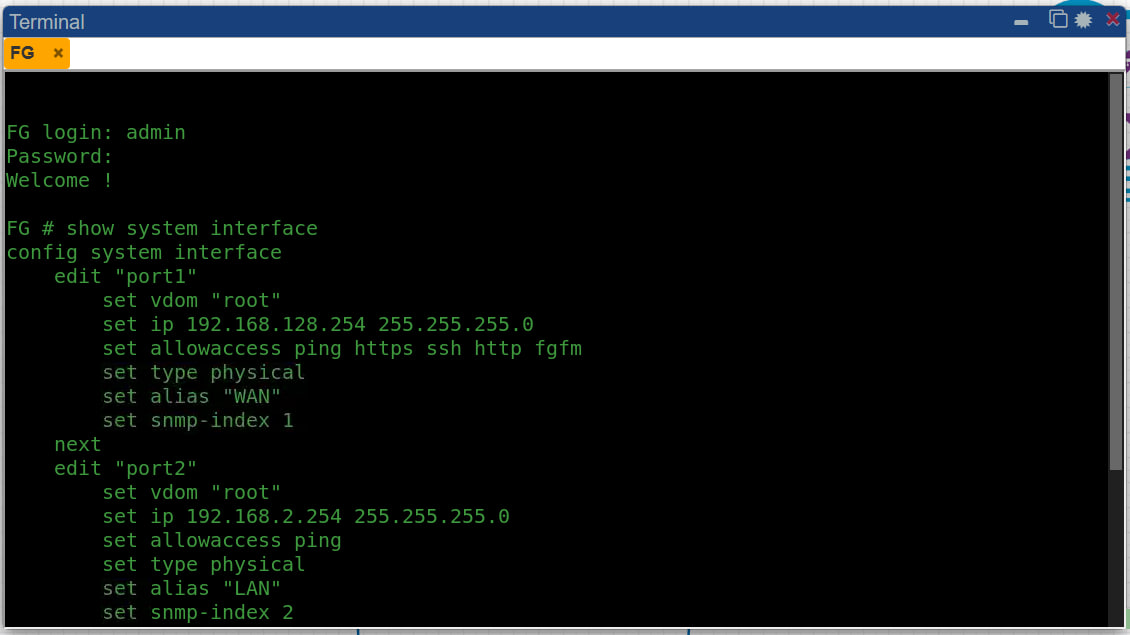 Terminal
FG ×
FG login: admin
Password:
Welcome !
FG # show system interface
config system interface
    edit "port1"
        set vdom "root"
        set ip 192.168.128.254 255.255.255.0
        set allowaccess ping https ssh http fgfm
        set type physical
        set alias "WAN"
        set snmp-index 1
    next
    edit "port2"
        set vdom "root"
        set ip 192.168.2.254 255.255.255.0
        set allowaccess ping
        set type physical
        set alias "LAN"
        set snmp-index 2